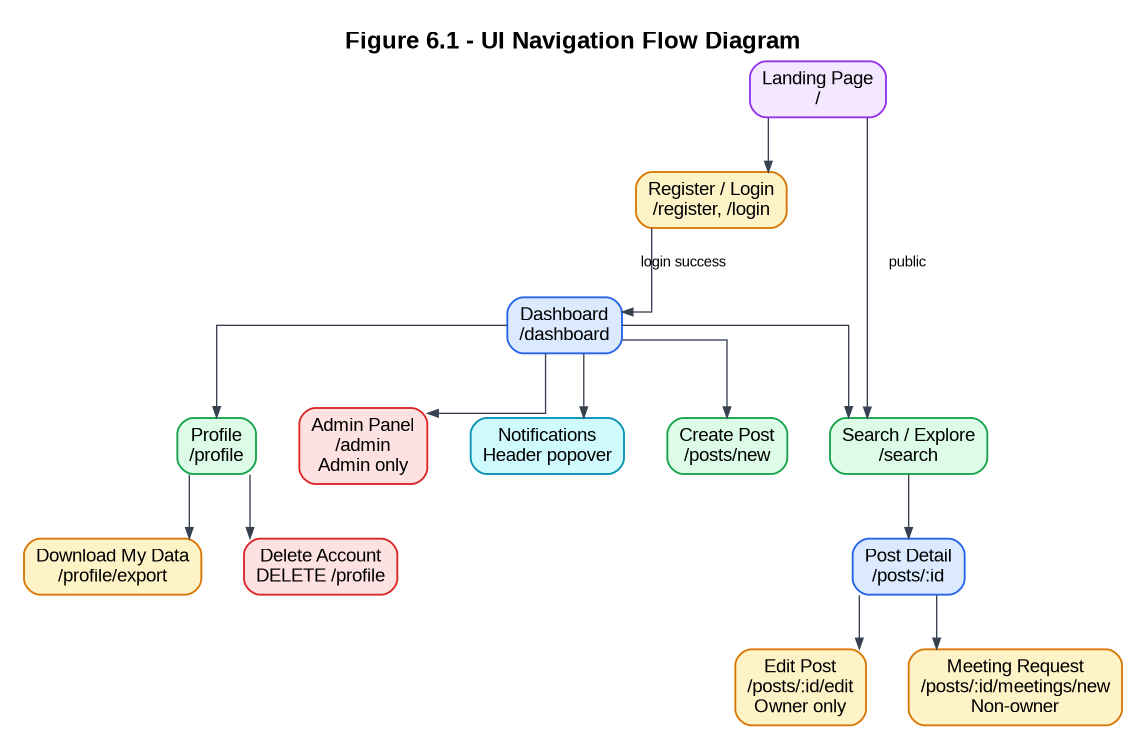 Figure 6.1 - UI Navigation Flow Diagram
Landing Page
/
Register / Login
/register, /login
login success
public
Dashboard
/dashboard
Profile
/profile
Admin Panel
/admin
Admin only
Notifications
Header popover
Create Post
/posts/new
Search / Explore
/search
Download My Data
/profile/export
Delete Account
DELETE /profile
Post Detail
/posts/:id
Edit Post
/posts/:id/edit
Owner only
Meeting Request
/posts/:id/meetings/new
Non-owner